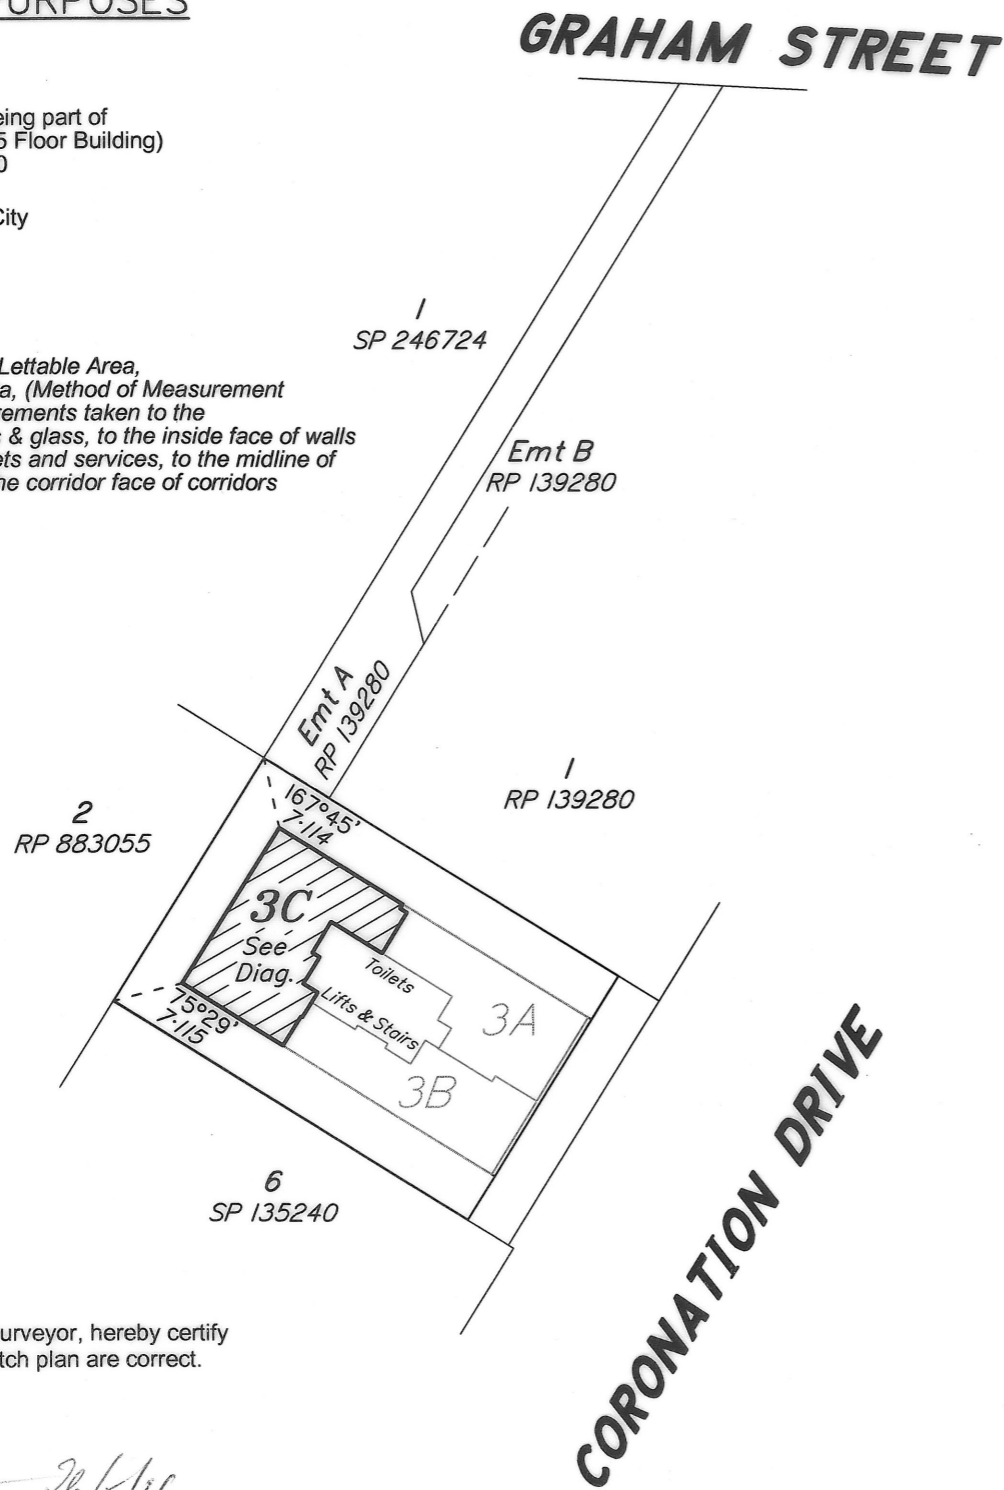 PURPOSES
GRAHAM STREET
eing part of
5 Floor Building)
0
City
1
SP 246724
Lettable Area,
a, (Method of Measurement
rements taken to the
s & glass, to the inside face of walls
ets and services, to the midline of
he corridor face of corridors
Emt B
RP 139280
Emt A
RP 139280
1
RP 139280
2
RP 883055
167°45'
7·114
3C
See
Diag.
Toilets
Lifts & Stairs
3A
3B
75°29'
7·115
6
SP 135240
CORONATION DRIVE
urveyor, hereby certify
tch plan are correct.